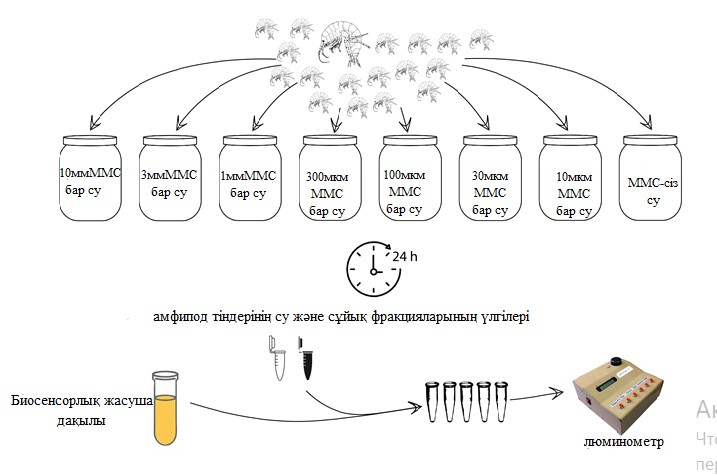 10ммММС
бар су
3ммММС
бар су
1ммММС
бар су
300мкм
ММС
бар су
100мкм
ММС
бар су
30мкМ
ММС
бар су
10мкм
ММС
бар су
ММС-сіз
су
24 h
амфипод тіндерінің су және сұйық фракцияларының үлгілері
Биосенсорлық жасуша
дақылы
люминометр